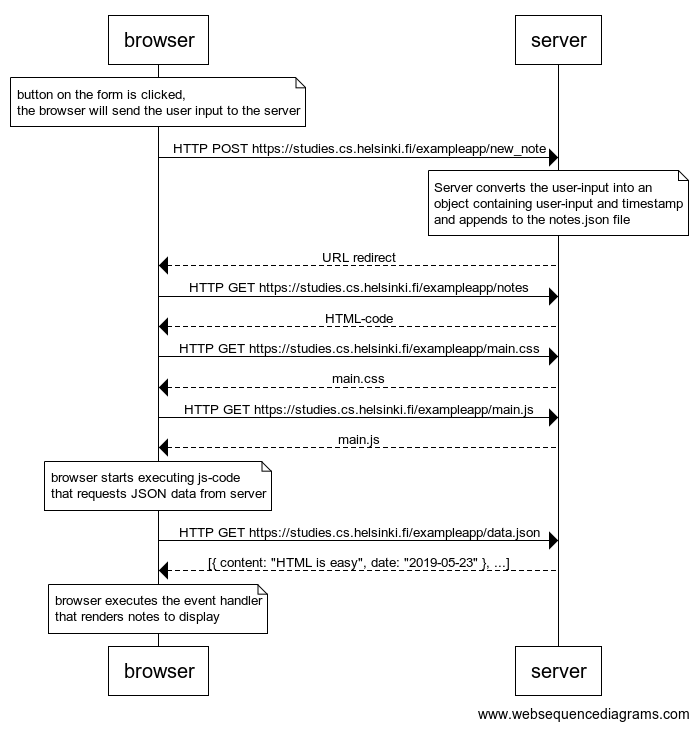 browser
server
button on the form is clicked,
the browser will send the user input to the server
HTTP POST https://studies.cs.helsinki.fi/exampleapp/new_note
Server converts the user-input into an
object containing user-input and timestamp
and appends to the notes.json file
URL redirect
HTTP GET https://studies.cs.helsinki.fi/exampleapp/notes
HTML-code
HTTP GET https://studies.cs.helsinki.fi/exampleapp/main.css
main.css
HTTP GET https://studies.cs.helsinki.fi/exampleapp/main.js
main.js
browser starts executing js-code
that requests JSON data from server
HTTP GET https://studies.cs.helsinki.fi/exampleapp/data.json
[{ content: "HTML is easy", date: "2019-05-23" }, ...]
browser executes the event handler
that renders notes to display
browser
server
www.websequencediagrams.com